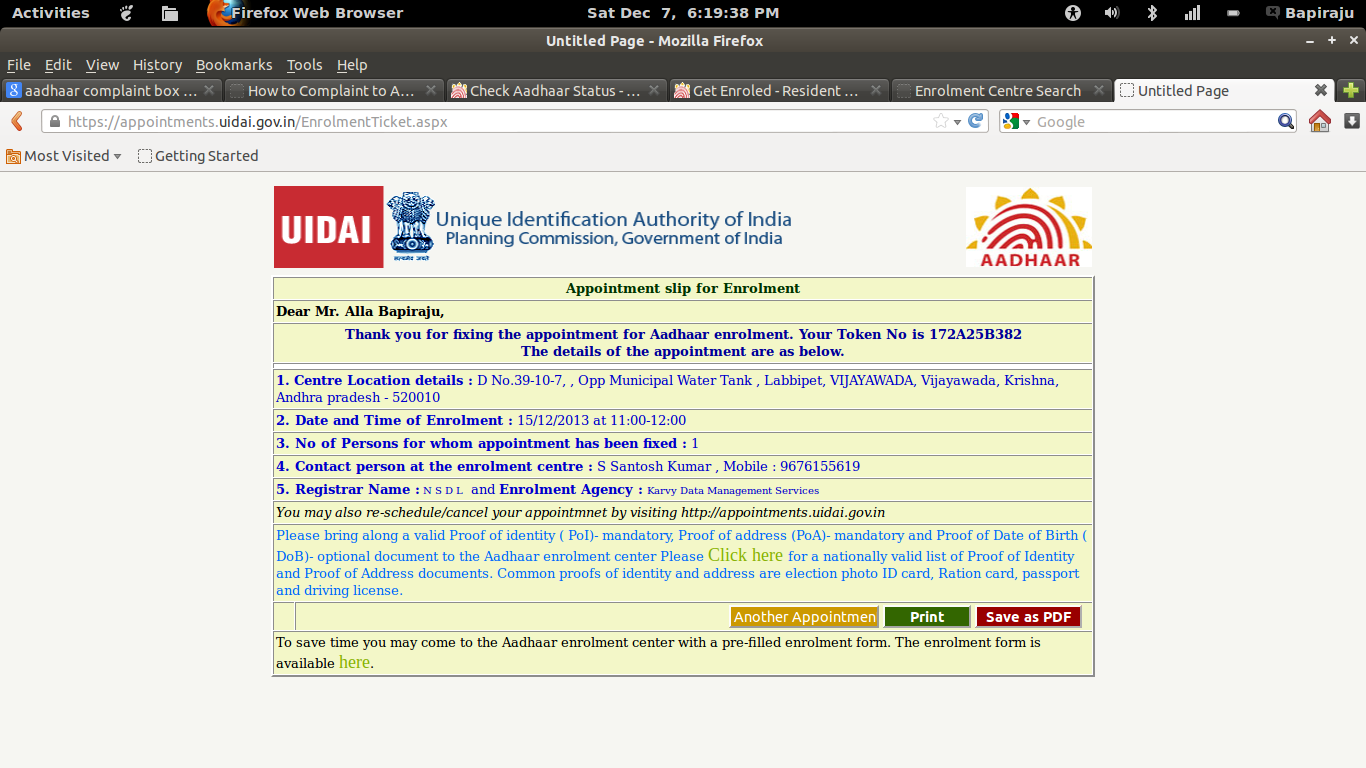 Activities Firefox Web Browser Sat Dec 7, 6:19:38 PM Bapiraju
Untitled Page - Mozilla Firefox
File Edit View History Bookmarks Tools Help
aadhaar complaint box ... How to Complaint to A... Check Aadhaar Status - ... Get Enroled - Resident ... Enrolment Centre Search Untitled Page
https://appointments.uidai.gov.in/EnrolmentTicket.aspx Google
Most Visited Getting Started
UIDAI
सत्यमेव जयते
Unique Identification Authority of India
Planning Commission, Government of India
AADHAAR
Appointment slip for Enrolment
Dear Mr. Alla Bapiraju,
Thank you for fixing the appointment for Aadhaar enrolment. Your Token No is 172A25B382
The details of the appointment are as below.
1. Centre Location details : D No.39-10-7, , Opp Municipal Water Tank , Labbipet, VIJAYAWADA, Vijayawada, Krishna,
Andhra pradesh - 520010
2. Date and Time of Enrolment : 15/12/2013 at 11:00-12:00
3. No of Persons for whom appointment has been fixed : 1
4. Contact person at the enrolment centre : S Santosh Kumar , Mobile : 9676155619
5. Registrar Name : N S D L and Enrolment Agency : Karvy Data Management Services
You may also re-schedule/cancel your appointmnet by visiting http://appointments.uidai.gov.in
Please bring along a valid Proof of identity ( PoI)- mandatory, Proof of address (PoA)- mandatory and Proof of Date of Birth (
DoB)- optional document to the Aadhaar enrolment center Please Click here for a nationally valid list of Proof of Identity
and Proof of Address documents. Common proofs of identity and address are election photo ID card, Ration card, passport
and driving license.
Another Appointmen Print Save as PDF
To save time you may come to the Aadhaar enrolment center with a pre-filled enrolment form. The enrolment form is
available here.